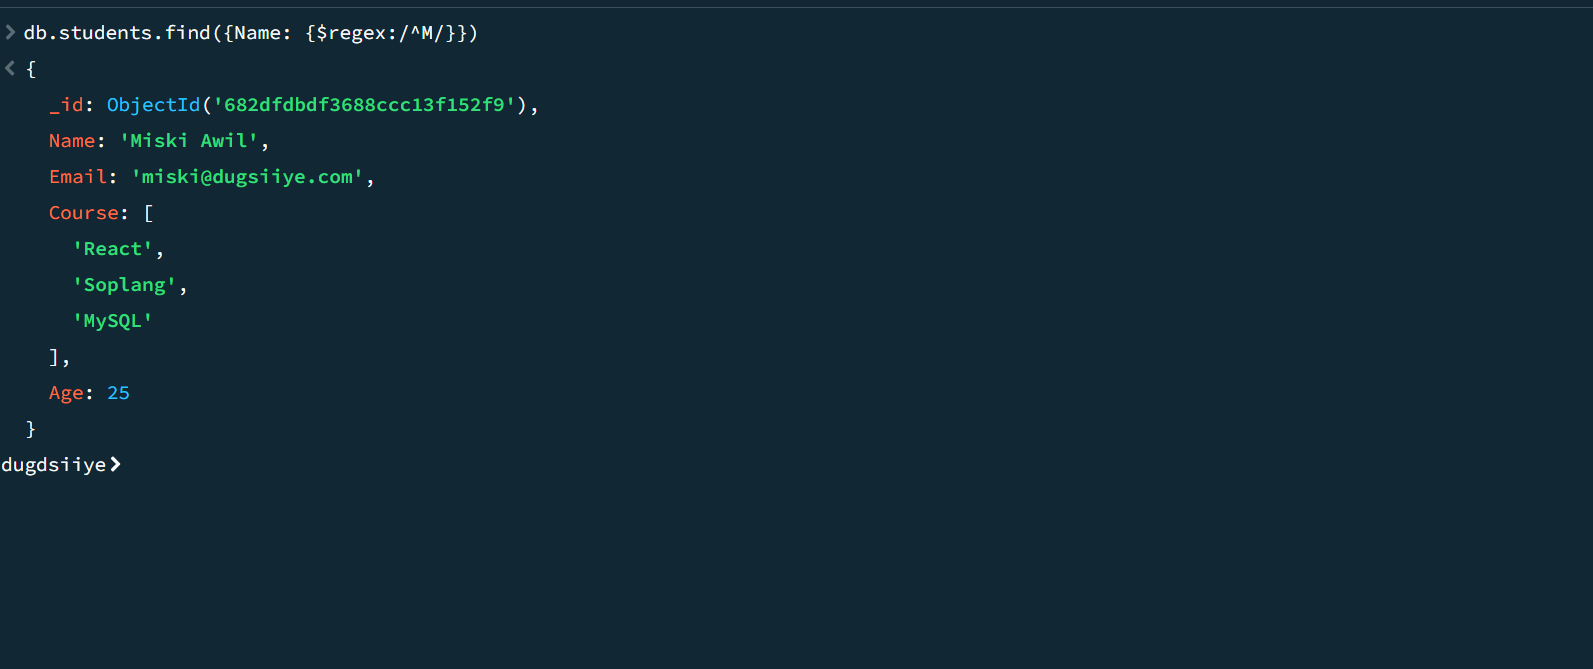 > db.students.find({Name: {$regex:/^M/}})
< {
_id: ObjectId('682dfdbdf3688ccc13f152f9'),
Name: 'Miski Awil',
Email: 'miski@dugsiiye.com',
Course: [
'React',
'Soplang',
'MySQL'
],
Age: 25
}
dugdsiiye>